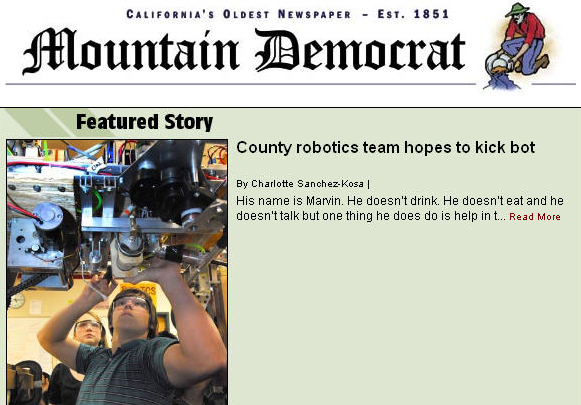 CALIFORNIA'S OLDEST NEWSPAPER – EST. 1851
Mountain Democrat
Featured Story
County robotics team hopes to kick bot
By Charlotte Sanchez-Kosa |
His name is Marvin. He doesn't drink. He doesn't eat and he
doesn't talk but one thing he does do is help in t... READ MORE